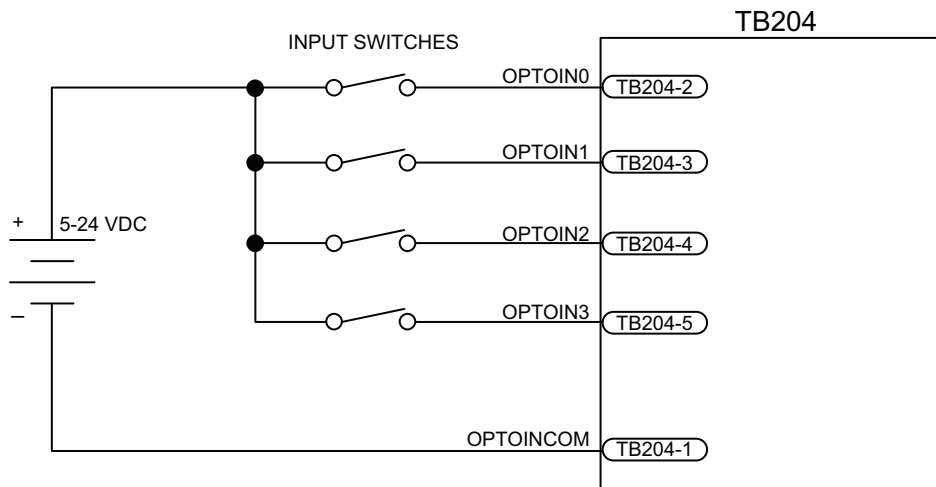 TB204
INPUT SWITCHES
OPTOIN0
TB204-2
OPTOIN1
TB204-3
+
5-24 VDC
OPTOIN2
TB204-4
–
OPTOIN3
TB204-5
OPTOINCOM
TB204-1